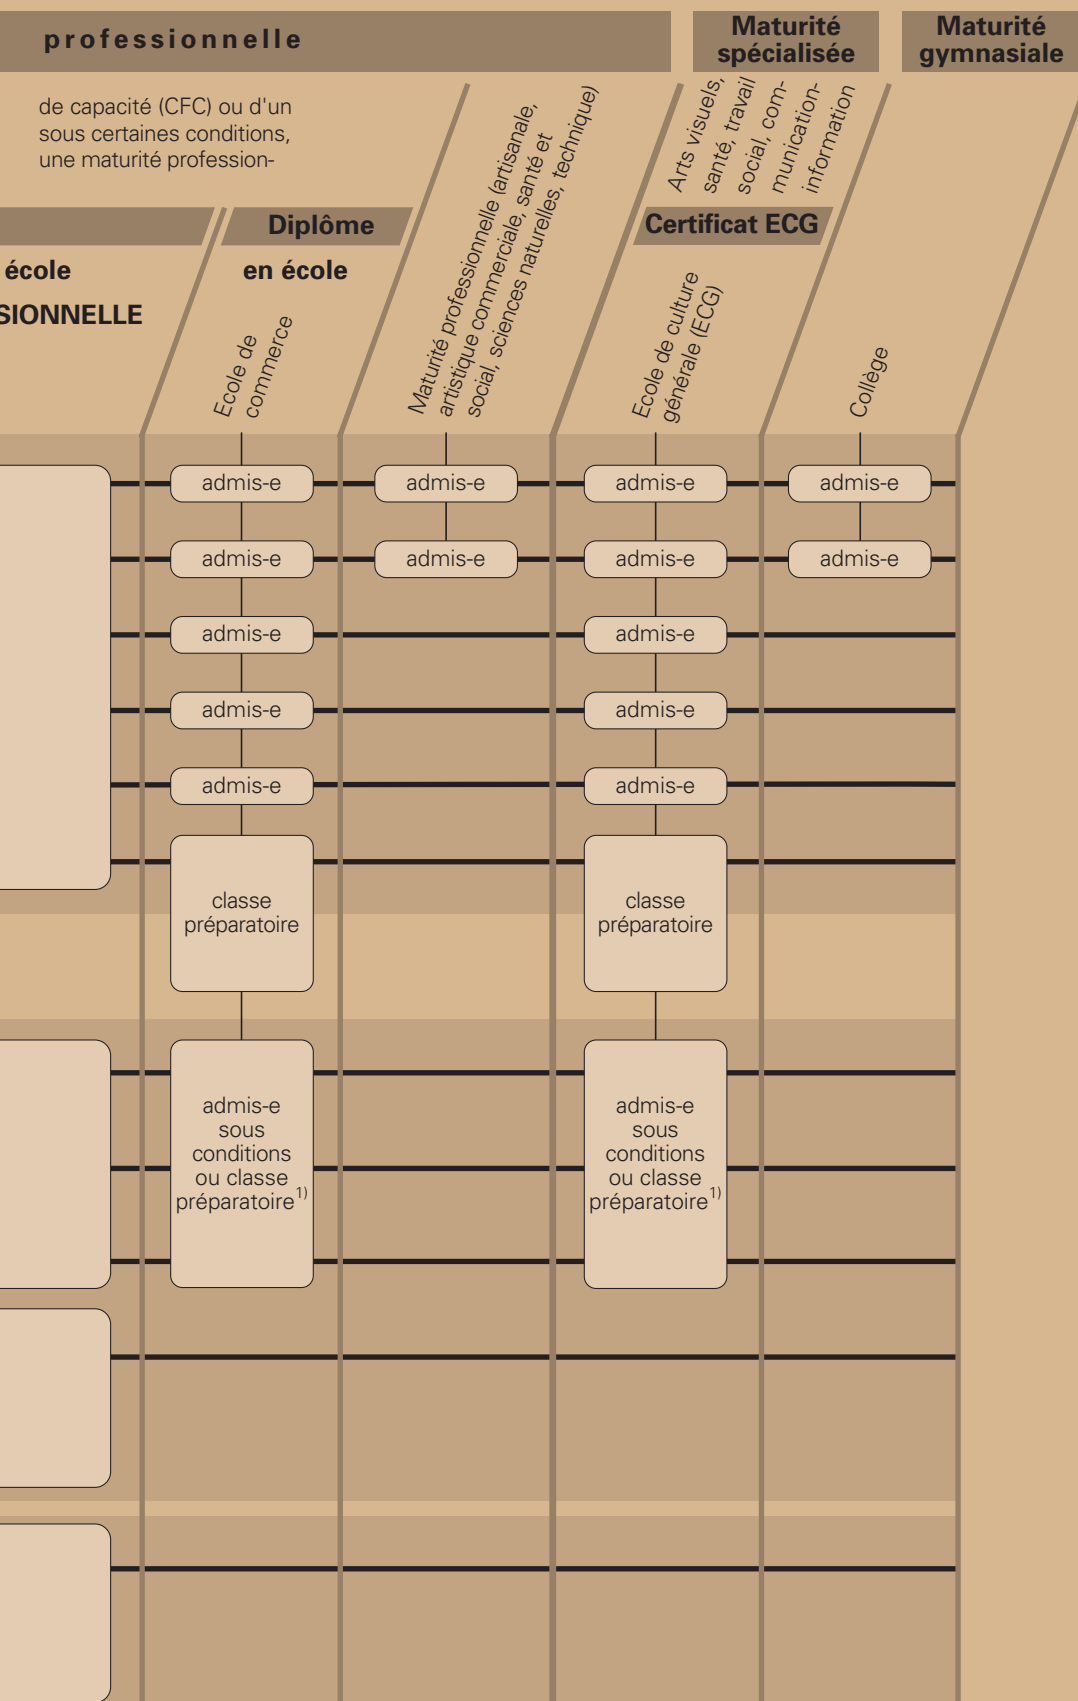 professionnelle
Maturité
spécialisée
Maturité
gymnasiale
de capacité (CFC) ou d'un
sous certaines conditions,
une maturité profession-
Arts visuels,
santé, travail
social, com-
munication-
information
Diplôme
Certificat ECG
école
en école
SIONNELLE
Ecole de
commerce
Maturité professionnelle (artisanale,
artistique commerciale, santé et
social, sciences naturelles, technique)
Ecole de culture
générale (ECG)
Collège
admis-e
admis-e
admis-e
admis-e
admis-e
admis-e
admis-e
admis-e
admis-e
admis-e
admis-e
admis-e
admis-e
admis-e
classe
préparatoire
classe
préparatoire
admis-e
sous
conditions
ou classe
préparatoire1)
admis-e
sous
conditions
ou classe
préparatoire1)